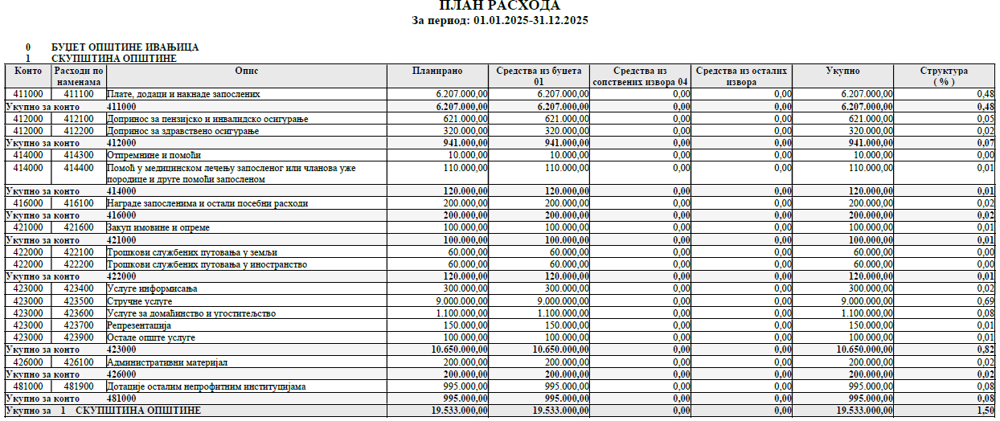 ПЛАН РАСХОДА
За период: 01.01.2025-31.12.2025
0 БУЏЕТ ОПШТИНЕ ИВАЊИЦА
1 СКУПШТИНА ОПШТИНЕ
Конто Расходи по наменама Опис Планирано Средства из буџета 01 Средства из сопствених извора 04 Средства из осталих извора Укупно Структура ( % )
411000 411100 Плате, додаци и накнаде запослених 6.207.000,00 6.207.000,00 0,00 0,00 6.207.000,00 0,48
Укупно за конто 411000 6.207.000,00 6.207.000,00 0,00 0,00 6.207.000,00 0,48
412000 412100 Допринос за пензијско и инвалидско осигурање 621.000,00 621.000,00 0,00 0,00 621.000,00 0,05
412000 412200 Допринос за здравствено осигурање 320.000,00 320.000,00 0,00 0,00 320.000,00 0,02
Укупно за конто 412000 941.000,00 941.000,00 0,00 0,00 941.000,00 0,07
414000 414300 Отпремнине и помоћи 10.000,00 10.000,00 0,00 0,00 10.000,00 0,00
414000 414400 Помоћ у медицинском лечењу запосленог или чланова уже 110.000,00 110.000,00 0,00 0,00 110.000,00 0,01
породице и друге помоћи запосленом
Укупно за конто 414000 120.000,00 120.000,00 0,00 0,00 120.000,00 0,01
416000 416100 Награде запосленима и остали посебни расходи 200.000,00 200.000,00 0,00 0,00 200.000,00 0,02
Укупно за конто 416000 200.000,00 200.000,00 0,00 0,00 200.000,00 0,02
421000 421600 Закуп имовине и опреме 100.000,00 100.000,00 0,00 0,00 100.000,00 0,01
Укупно за конто 421000 100.000,00 100.000,00 0,00 0,00 100.000,00 0,01
422000 422100 Трошкови службених путовања у земљи 60.000,00 60.000,00 0,00 0,00 60.000,00 0,00
422000 422200 Трошкови службених путовања у иностранство 60.000,00 60.000,00 0,00 0,00 60.000,00 0,00
Укупно за конто 422000 120.000,00 120.000,00 0,00 0,00 120.000,00 0,01
423000 423400 Услуге информисања 300.000,00 300.000,00 0,00 0,00 300.000,00 0,02
423000 423500 Стручне услуге 9.000.000,00 9.000.000,00 0,00 0,00 9.000.000,00 0,69
423000 423600 Услуге за домаћинство и угоститељство 1.100.000,00 1.100.000,00 0,00 0,00 1.100.000,00 0,08
423000 423700 Репрезентација 150.000,00 150.000,00 0,00 0,00 150.000,00 0,01
423000 423900 Остале опште услуге 100.000,00 100.000,00 0,00 0,00 100.000,00 0,01
Укупно за конто 423000 10.650.000,00 10.650.000,00 0,00 0,00 10.650.000,00 0,82
426000 426100 Административни материјал 200.000,00 200.000,00 0,00 0,00 200.000,00 0,02
Укупно за конто 426000 200.000,00 200.000,00 0,00 0,00 200.000,00 0,02
481000 481900 Дотације осталим непрофитним институцијама 995.000,00 995.000,00 0,00 0,00 995.000,00 0,08
Укупно за конто 481000 995.000,00 995.000,00 0,00 0,00 995.000,00 0,08
Укупно за 1 СКУПШТИНА ОПШТИНЕ 19.533.000,00 19.533.000,00 0,00 0,00 19.533.000,00 1,50